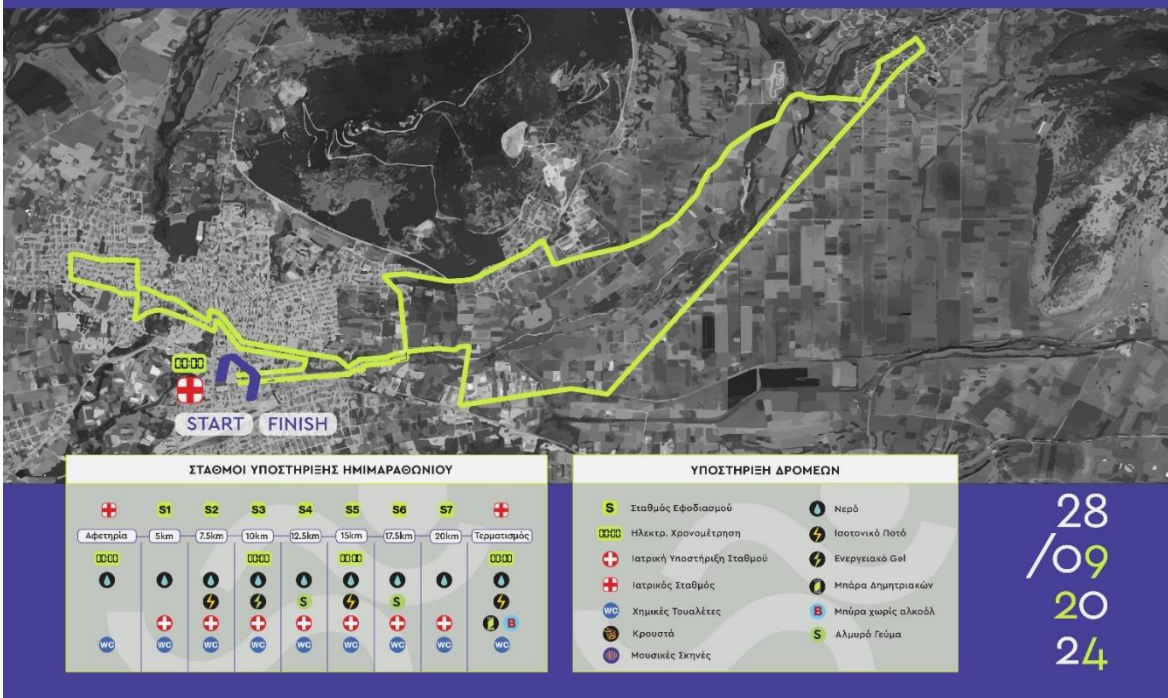 00:00
START FINISH
ΣΤΑΘΜΟΙ ΥΠΟΣΤΗΡΙΞΗΣ ΗΜΙΜΑΡΑΘΩΝΙΟΥ
S1 S2 S3 S4 S5 S6 S7
Αφετηρία 5km 7.5km 10km 12.5km 15km 17.5km 20km Τερματισμός
00:00 00:00 00:00 00:00
S S
B
WC WC WC WC WC WC WC WC WC
ΥΠΟΣΤΗΡΙΞΗ ΔΡΟΜΕΩΝ
S Σταθμός Εφοδιασμού
00:00 Ηλεκτρ. Χρονομέτρηση
Ιατρική Υποστήριξη Σταθμού
Ιατρικός Σταθμός
WC Χημικές Τουαλέτες
Κρουστά
Μουσικές Σκηνές
Νερό
Ισοτονικό Ποτό
Ενεργειακό Gel
Μπάρα Δημητριακών
B Μπύρα χωρίς αλκοόλ
S Αλμυρό Γεύμα
28
/09
20
24